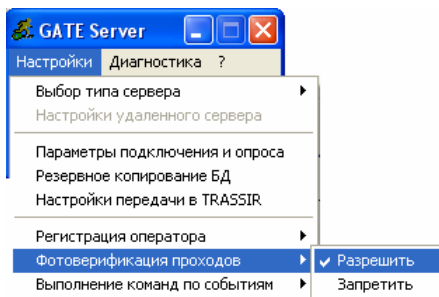 GATE Server
Настройки Диагностика ?
Выбор типа сервера
Настройки удаленного сервера
Параметры подключения и опроса
Резервное копирование БД
Настройки передачи в TRASSIR
Регистрация оператора
Фотоверификация проходов
Разрешить
Выполнение команд по событиям
Запретить